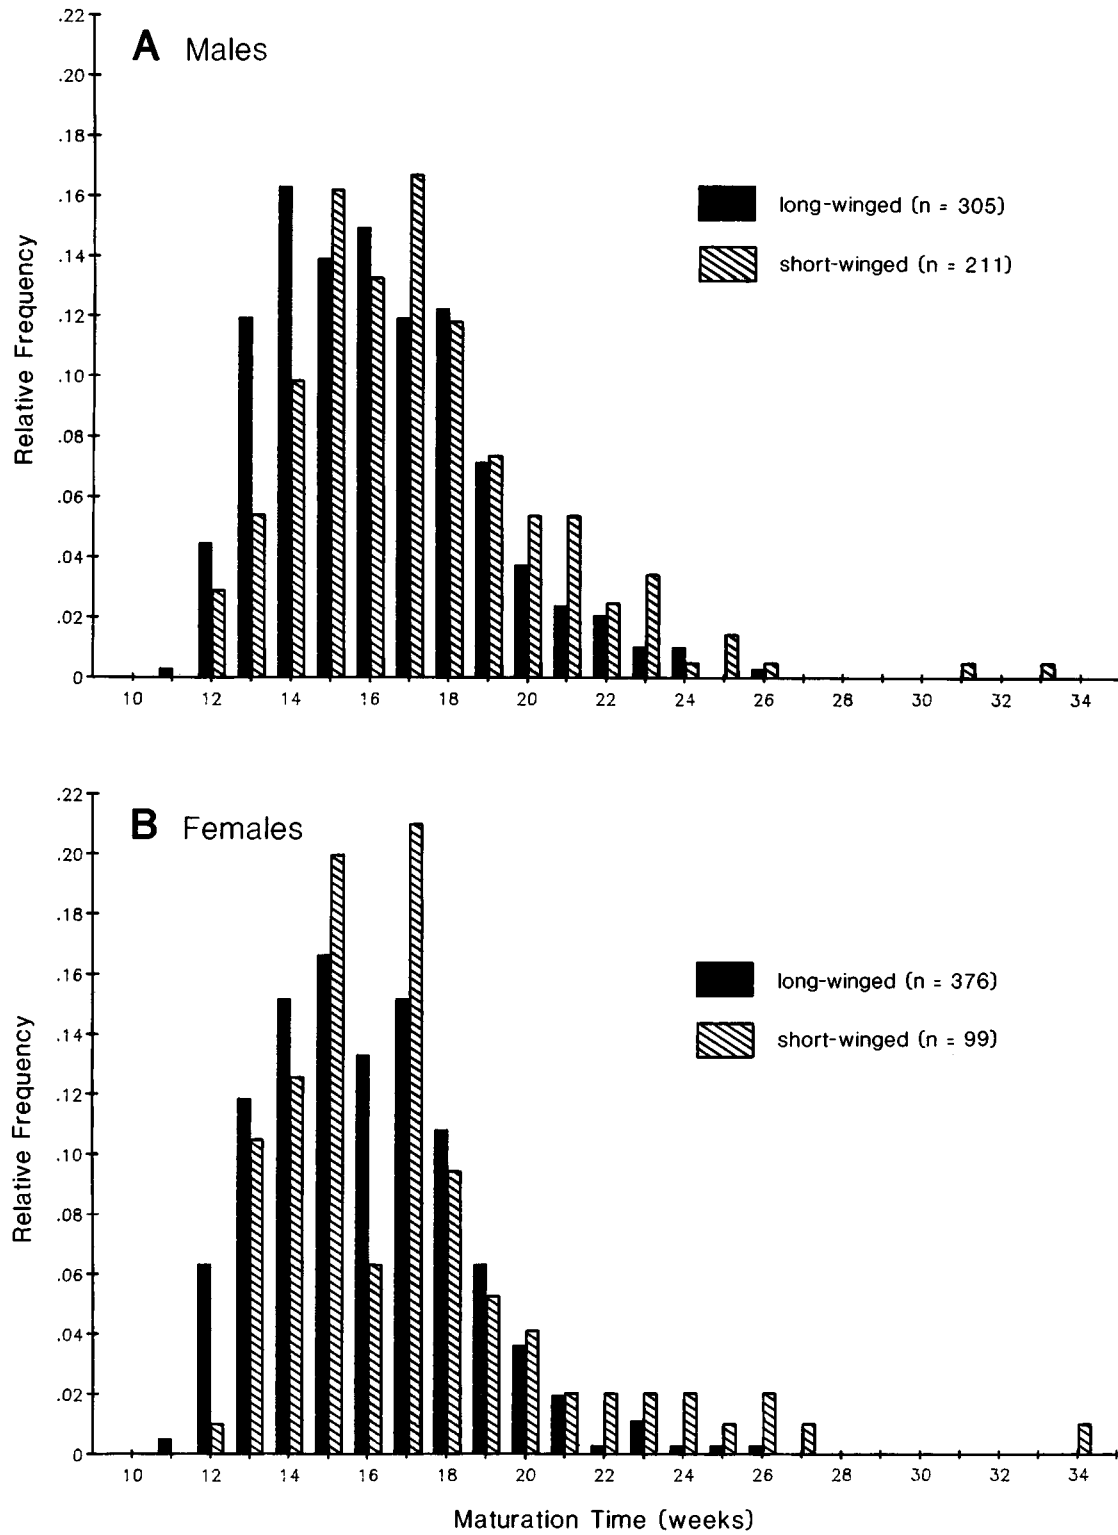 .22
A Males
.20
.18
.16
long-winged (n = 305)
.14
short-winged (n = 211)
.12
Relative Frequency
.10
.08
.06
.04
.02
0
10 12 14 16 18 20 22 24 26 28 30 32 34
.22
B Females
.20
.18
.16
long-winged (n = 376)
.14
short-winged (n = 99)
.12
Relative Frequency
.10
.08
.06
.04
.02
0
10 12 14 16 18 20 22 24 26 28 30 32 34
Maturation Time (weeks)